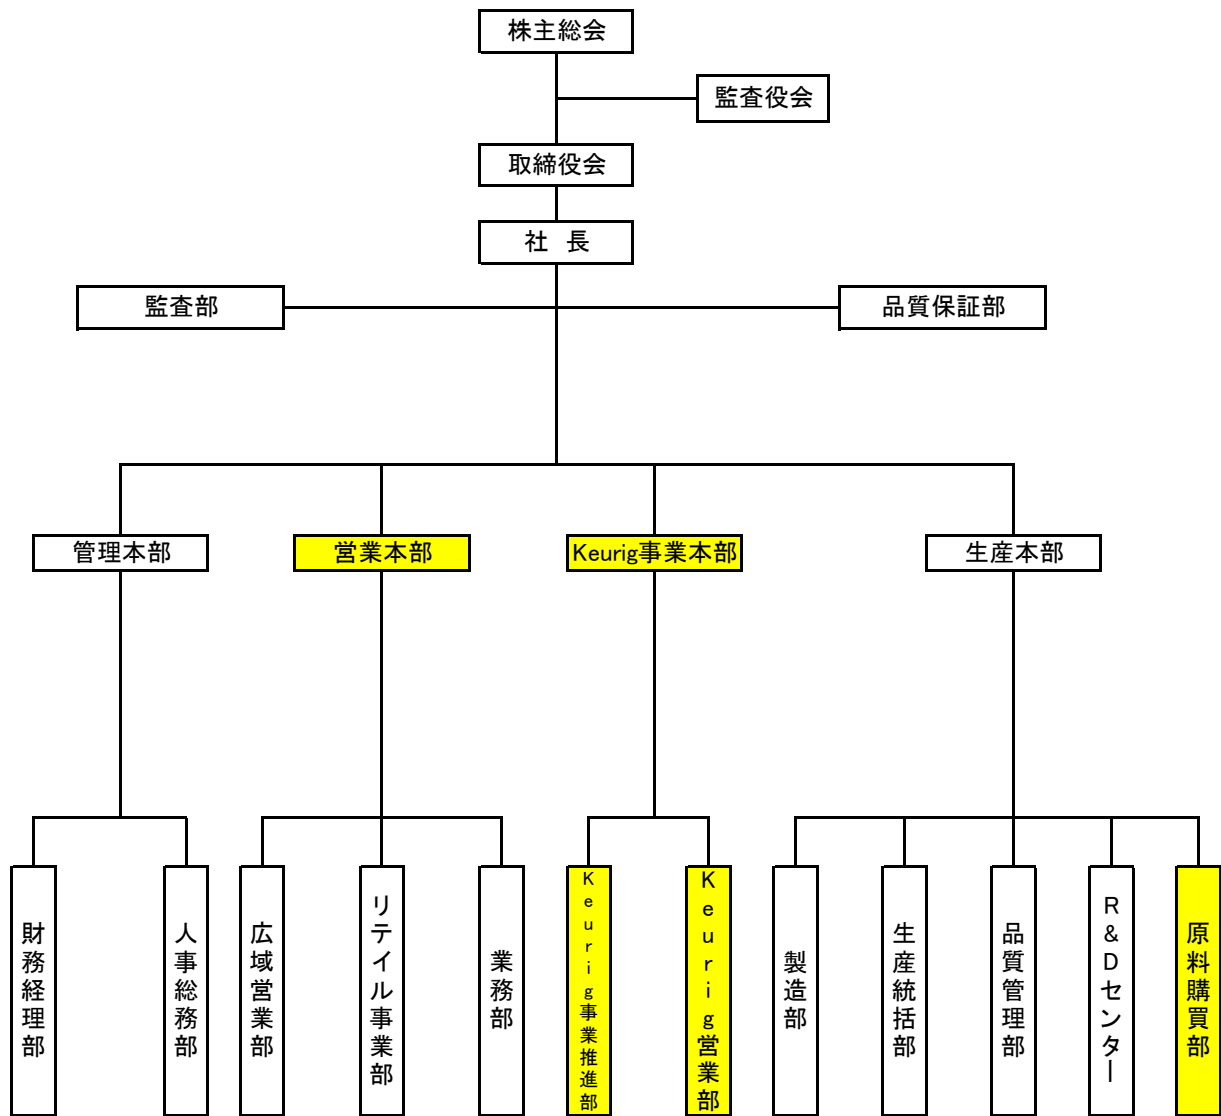 株主総会
監査役会
取締役会
社 長
監査部
品質保証部
管理本部
営業本部
Keurig事業本部
生産本部
財務経理部
人事総務部
広域営業部
リテイル事業部
業務部
Keurig事業推進部
Keurig営業部
製造部
生産統括部
品質管理部
R&Dセンター
原料購買部